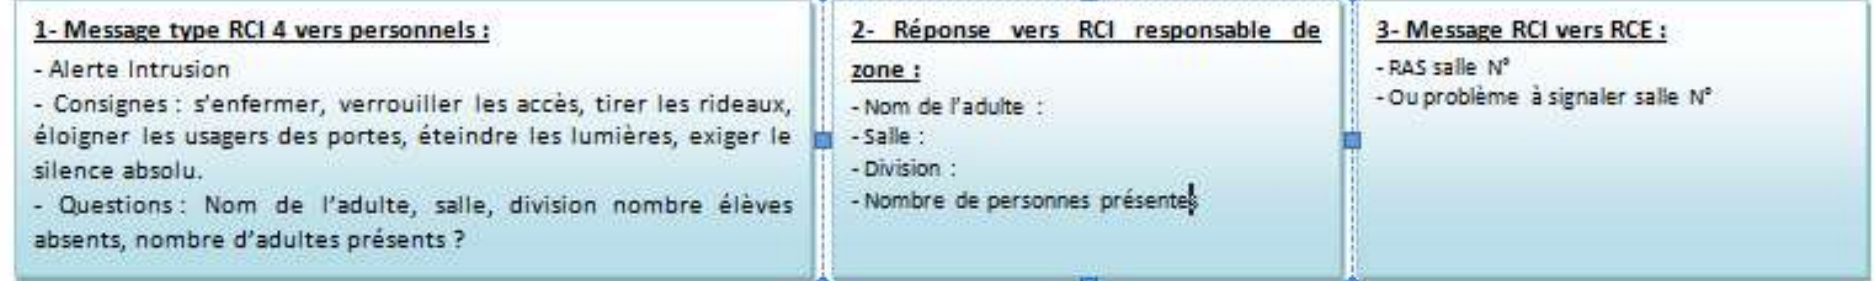 1- Message type RCI 4 vers personnels :
- Alerte Intrusion
- Consignes : s'enfermer, verrouiller les accès, tirer les rideaux,
éloigner les usagers des portes, éteindre les lumières, exiger le
silence absolu.
- Questions : Nom de l'adulte, salle, division nombre élèves
absents, nombre d'adultes présents ?
2- Réponse vers RCI responsable de
zone :
- Nom de l'adulte :
- Salle :
- Division :
- Nombre de personnes présentes
3- Message RCI vers RCE :
- RAS salle N°
- Ou problème à signaler salle N°